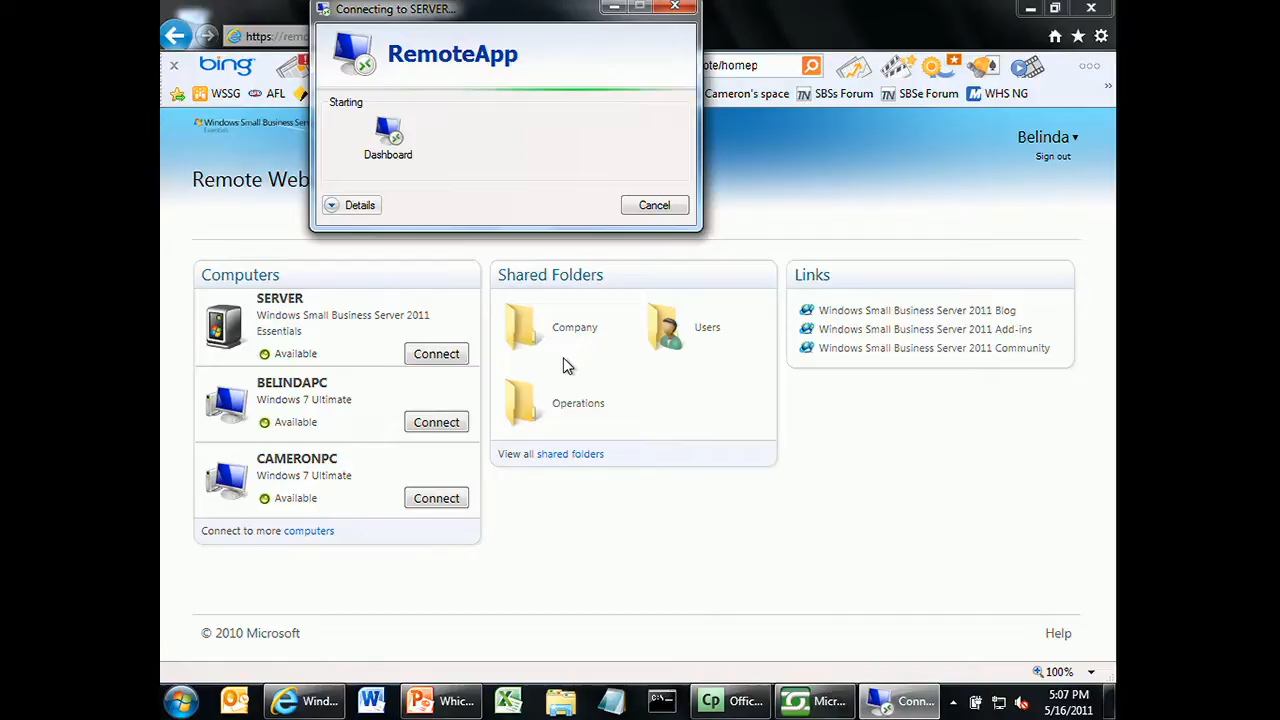 Connecting to SERVER...
RemoteApp
Starting
Dashboard
Details
Cancel
https://remo
ote/homep
bing
WSSG
AFL
Cameron's space
SBSs Forum
SBSe Forum
WHS NG
»
Windows Small Business Ser
Essentials
Belinda
Sign out
Remote Web
Computers
SERVER
Windows Small Business Server 2011
Essentials
Available
Connect
BELINDAPC
Windows 7 Ultimate
Available
Connect
CAMERONPC
Windows 7 Ultimate
Available
Connect
Connect to more computers
Shared Folders
Company
Users
Operations
View all shared folders
Links
Windows Small Business Server 2011 Blog
Windows Small Business Server 2011 Add-ins
Windows Small Business Server 2011 Community
© 2010 Microsoft
Help
100%
Wind...
Whic...
Offic...
Micr...
Conn...
5:07 PM
5/16/2011